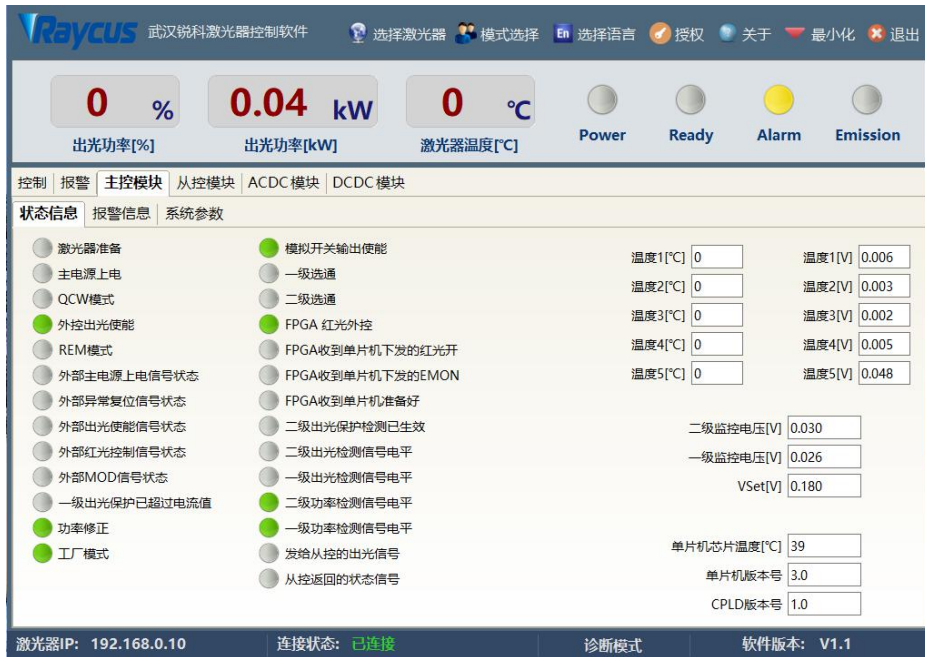 Raycus 武汉锐科激光器控制软件 选择激光器 模式选择 En 选择语言 授权 关于 最小化 退出
0 % 0.04 kW 0 ℃
出光功率[%] 出光功率[kW] 激光器温度[℃] Power Ready Alarm Emission
控制 报警 主控模块 从控模块 ACDC模块 DCDC模块
状态信息 报警信息 系统参数
激光器准备 模拟开关输出使能 温度1[℃] 0 温度1[V] 0.006
主电源上电 一级选通 温度2[℃] 0 温度2[V] 0.003
QCW模式 二级选通 温度3[℃] 0 温度3[V] 0.002
外控出光使能 FPGA 红光外控 温度4[℃] 0 温度4[V] 0.005
REM模式 FPGA收到单片机下发的红光开 温度5[℃] 0 温度5[V] 0.048
外部主电源上电信号状态 FPGA收到单片机下发的EMON
外部异常复位信号状态 FPGA收到单片机准备好
外部出光使能信号状态 二级出光保护检测已生效 二级监控电压[V] 0.030
外部红光控制信号状态 二级出光检测信号电平 一级监控电压[V] 0.026
外部MOD信号状态 一级出光检测信号电平 VSet[V] 0.180
一级出光保护已超过电流值 二级功率检测信号电平
功率修正 一级功率检测信号电平
工厂模式 发给从控的出光信号 单片机芯片温度[℃] 39
从控返回的状态信号 单片机版本号 3.0
CPLD版本号 1.0
激光器IP: 192.168.0.10 连接状态: 已连接 诊断模式 软件版本: V1.1